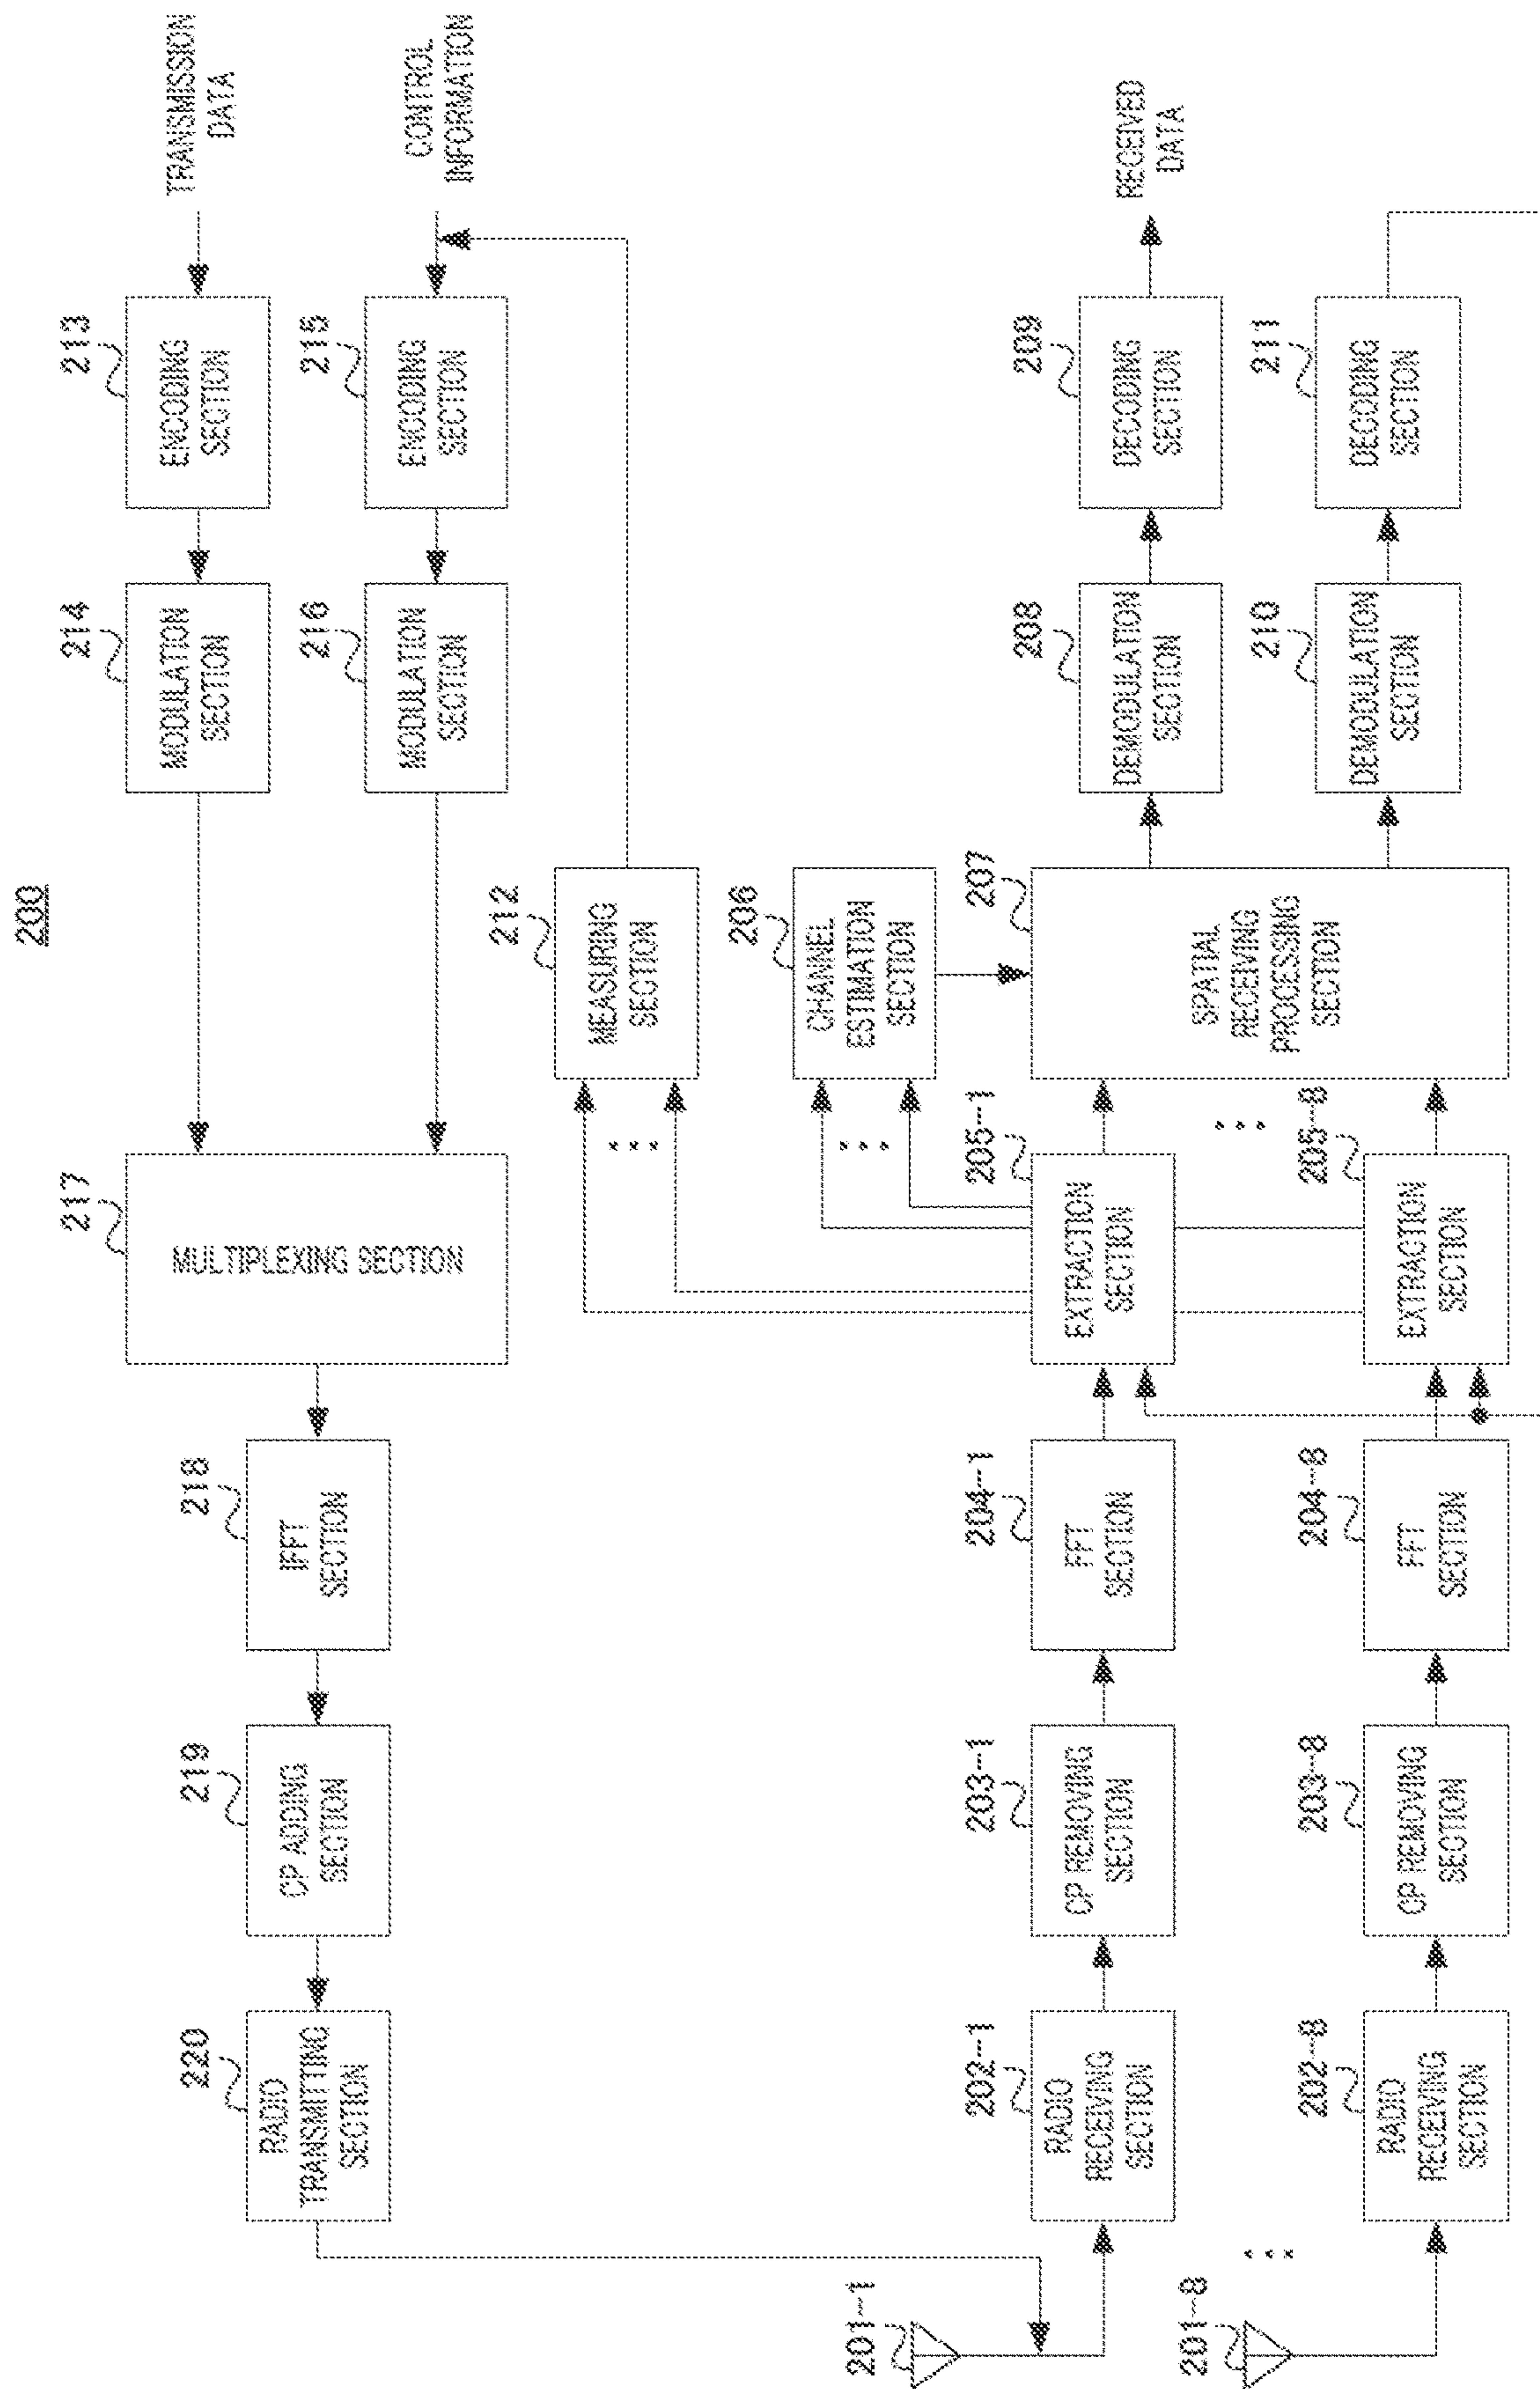 200
TRANSMISSION
DATA
CONTROL
INFORMATION
213
ENCODING
SECTION
214
MODULATION
SECTION
215
ENCODING
SECTION
216
MODULATION
SECTION
217
MULTIPLEXING SECTION
218
IFFT
SECTION
219
CP ADDING
SECTION
220
RADIO
TRANSMITTING
SECTION
212
MEASURING
SECTION
206
CHANNEL
ESTIMATION
SECTION
201-1
202-1
RADIO
RECEIVING
SECTION
203-1
CP REMOVING
SECTION
204-1
FFT
SECTION
205-1
EXTRACTION
SECTION
207
SPATIAL
RECEIVING
PROCESSING
SECTION
208
DEMODULATION
SECTION
209
DECODING
SECTION
RECEIVED
DATA
201-8
202-8
RADIO
RECEIVING
SECTION
203-8
CP REMOVING
SECTION
204-8
FFT
SECTION
205-8
EXTRACTION
SECTION
210
DEMODULATION
SECTION
211
DECODING
SECTION